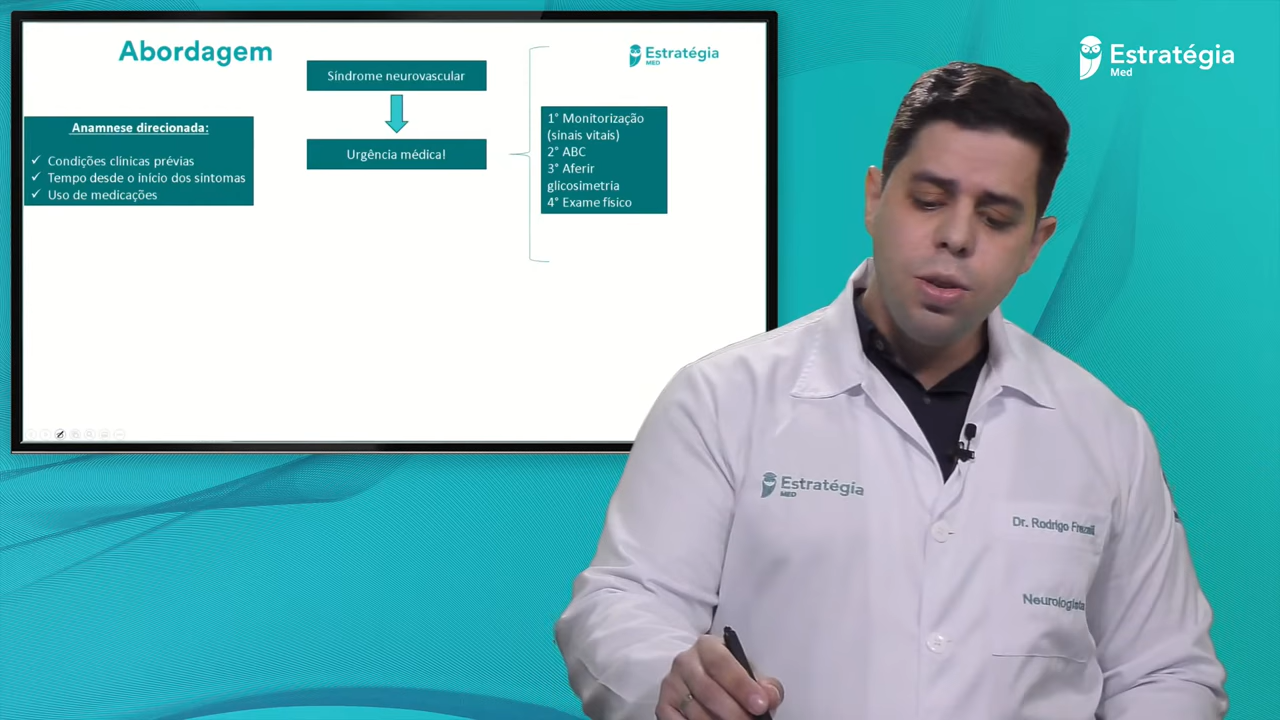 Abordagem
Estratégia
MED
Síndrome neurovascular
Urgência médica!
Anamnese direcionada:
✓ Condições clinicas prévias
✓ Tempo desde o início dos sintomas
✓ Uso de medicações
1° Monitorização
(sinais vitais)
2° ABC
3° Aferir
glicosimetria
4° Exame físico
Estratégia
Med
Estratégia
MED
Dr. Rodrigo
Neurologista